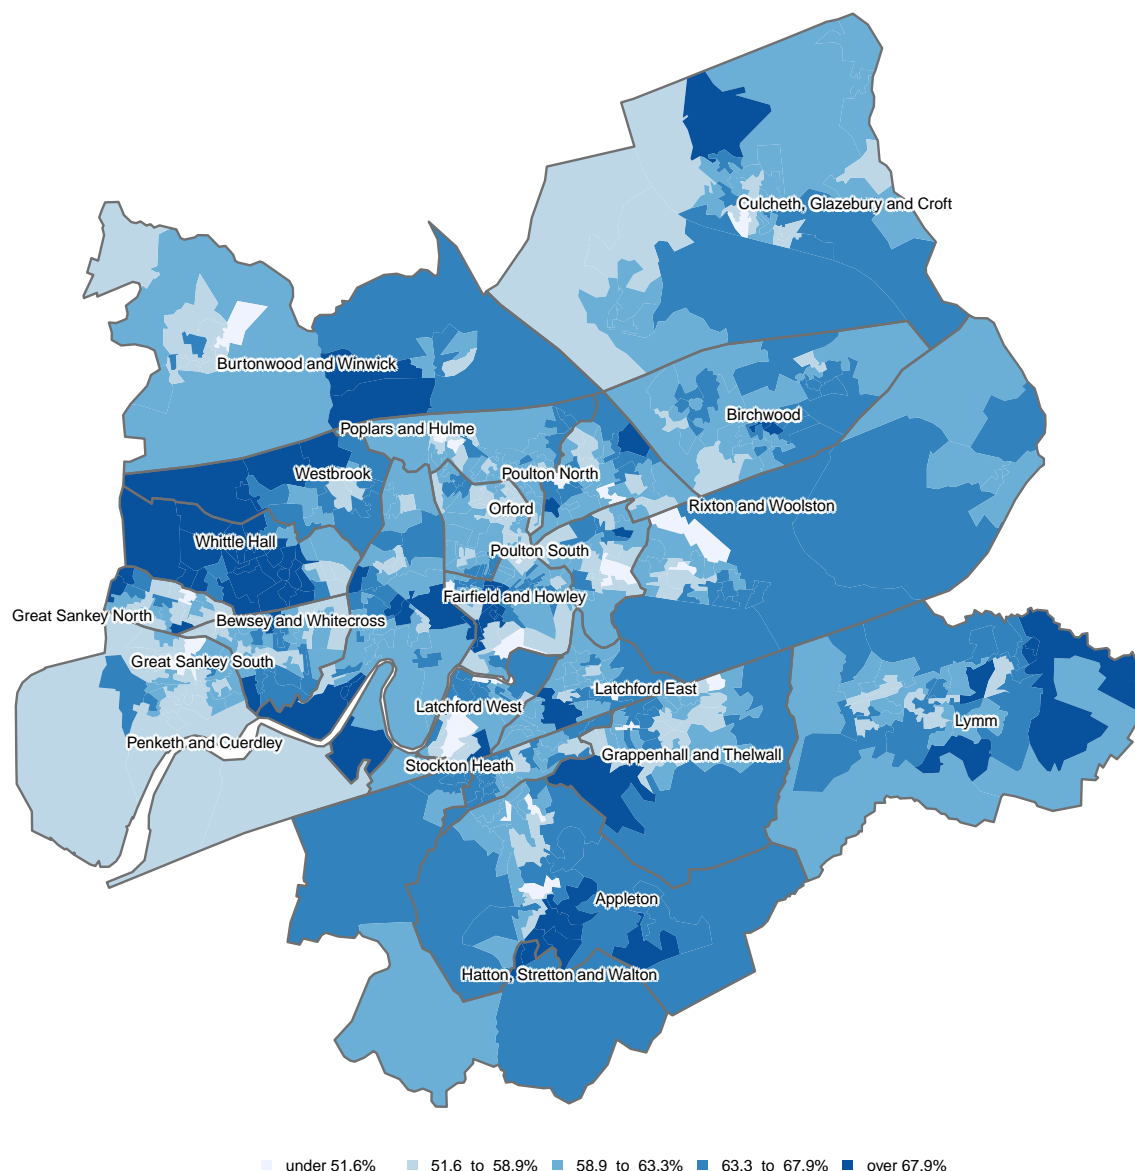 Culcheth, Glazebury and Croft
Burtonwood and Winwick
Birchwood
Poplars and Hulme
Westbrook
Poulton North
Orford
Rixton and Woolston
Whittle Hall
Poulton South
Fairfield and Howley
Great Sankey North
Bewsey and Whitecross
Great Sankey South
Latchford East
Latchford West
Lymm
Penketh and Cuerdley
Grappenhall and Thelwall
Stockton Heath
Appleton
Hatton, Stretton and Walton
under 51.6% 51.6 to 58.9% 58.9 to 63.3% 63.3 to 67.9% over 67.9%